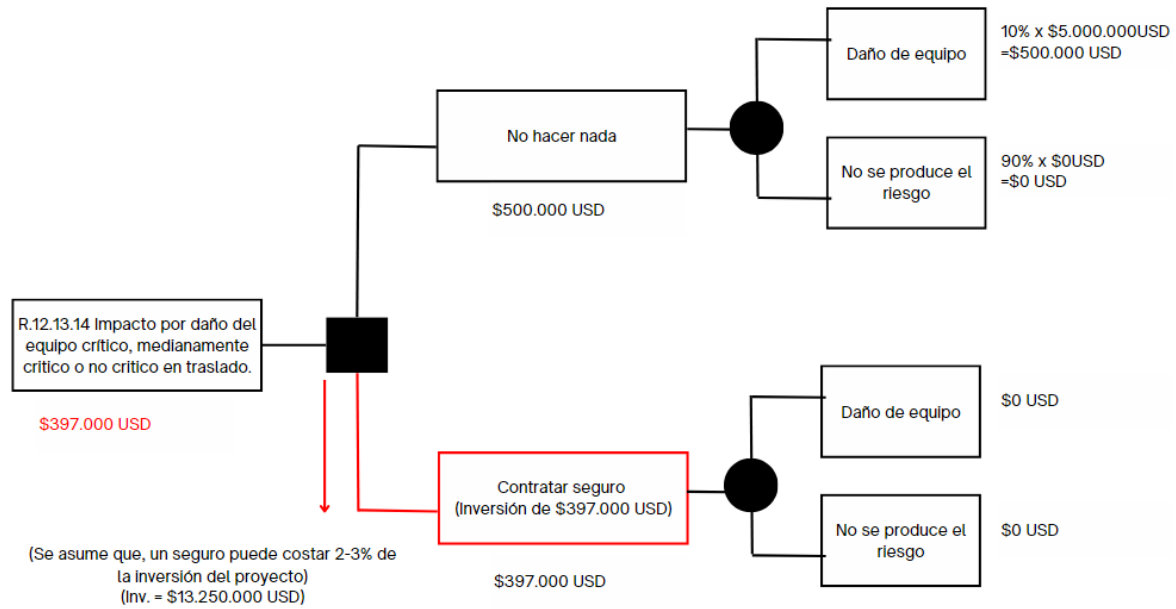 Daño de equipo
10% x $5.000.000USD
=$500.000 USD
No hacer nada
No se produce el
riesgo
90% x $0USD
=$0 USD
$500.000 USD
R.12.13.14 Impacto por daño del
equipo crítico, medianamente
critico o no critico en traslado.
$397.000 USD
Daño de equipo
$0 USD
Contratar seguro
(Inversión de $397.000 USD)
No se produce el
riesgo
$0 USD
(Se asume que, un seguro puede costar 2-3% de
la inversión del proyecto)
(Inv. = $13.250.000 USD)
$397.000 USD